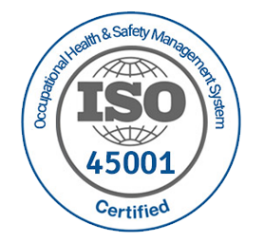 Occupational Health & Safety Management System
ISO
45001
Certified